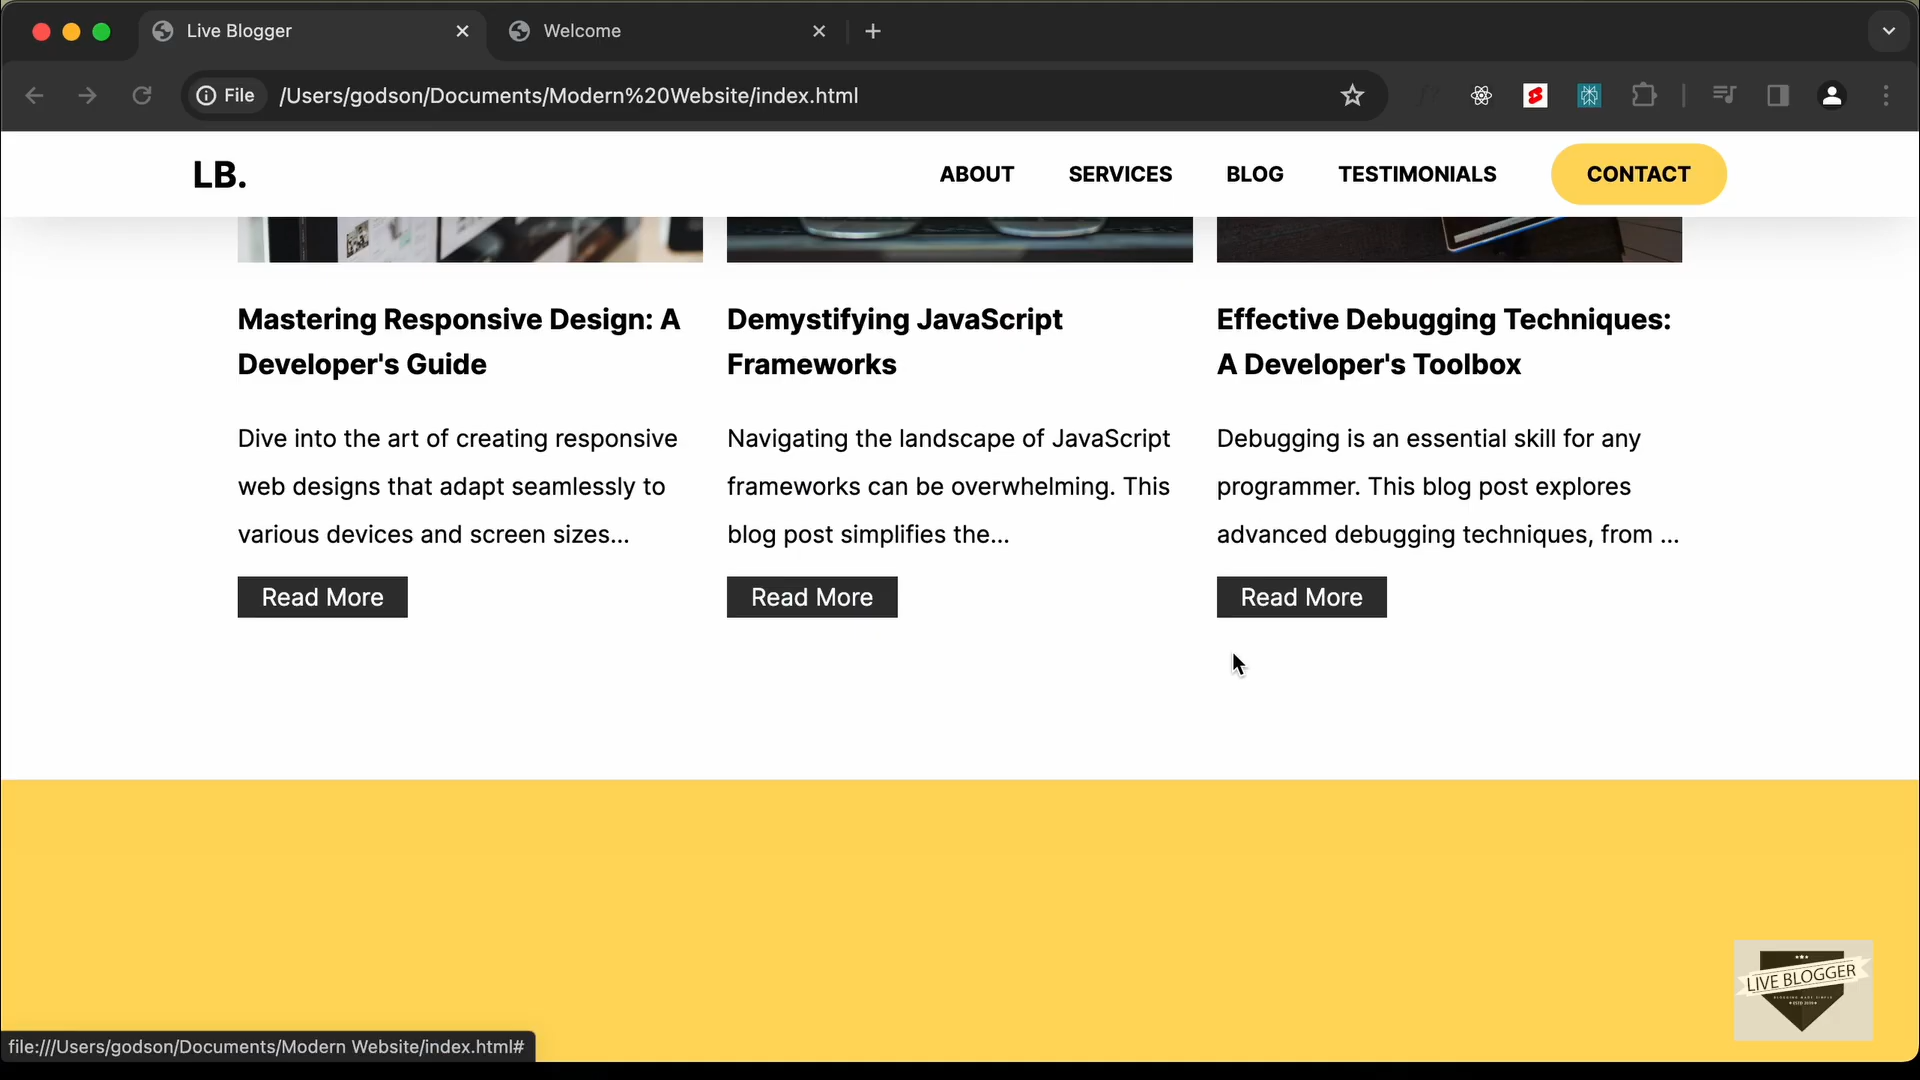 Live Blogger
Welcome
File
/Users/godson/Documents/Modern%20Website/index.html
LB.
ABOUT
SERVICES
BLOG
TESTIMONIALS
CONTACT
Mastering Responsive Design: A
Developer's Guide
Dive into the art of creating responsive
web designs that adapt seamlessly to
various devices and screen sizes...
Read More
Demystifying JavaScript
Frameworks
Navigating the landscape of JavaScript
frameworks can be overwhelming. This
blog post simplifies the...
Read More
Effective Debugging Techniques:
A Developer's Toolbox
Debugging is an essential skill for any
programmer. This blog post explores
advanced debugging techniques, from ...
Read More
LIVE BLOGGER
BLOGGING MADE SIMPLE
file:///Users/godson/Documents/Modern Website/index.html#